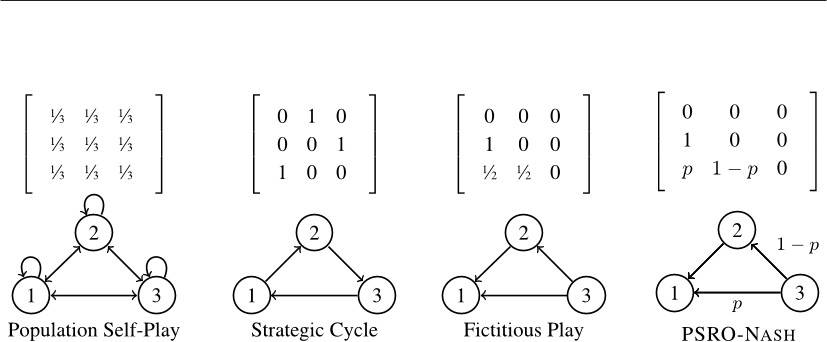 ⅓ ⅓ ⅓
⅓ ⅓ ⅓
⅓ ⅓ ⅓
2
1 3
Population Self-Play
0 1 0
0 0 1
1 0 0
2
1 3
Strategic Cycle
0 0 0
1 0 0
½ ½ 0
2
1 3
Fictitious Play
0 0 0
1 0 0
p 1 − p 0
2
1 − p
1 3
p
PSRO-NASH